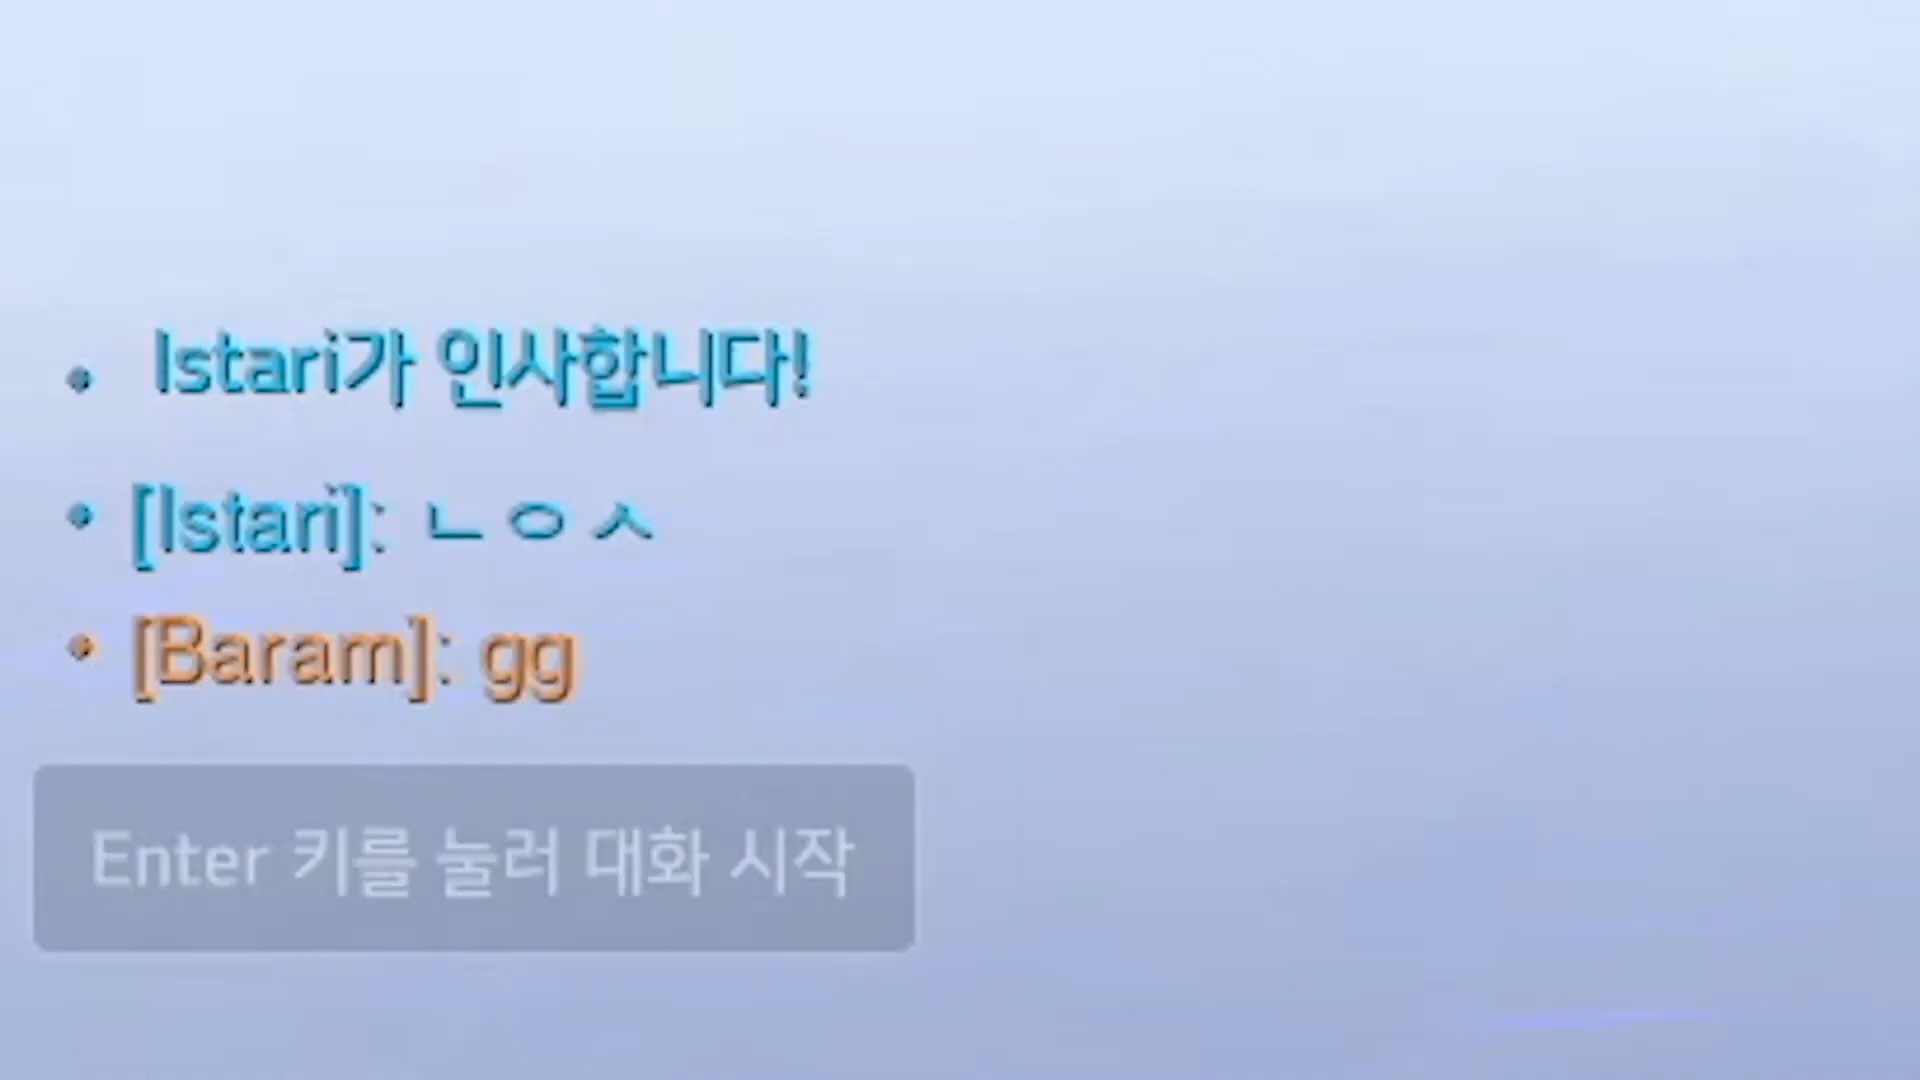 • Istari가 인사합니다!
• [Istari]: ㄴㅇㅅ
• [Baram]: gg
Enter 키를 눌러 대화 시작